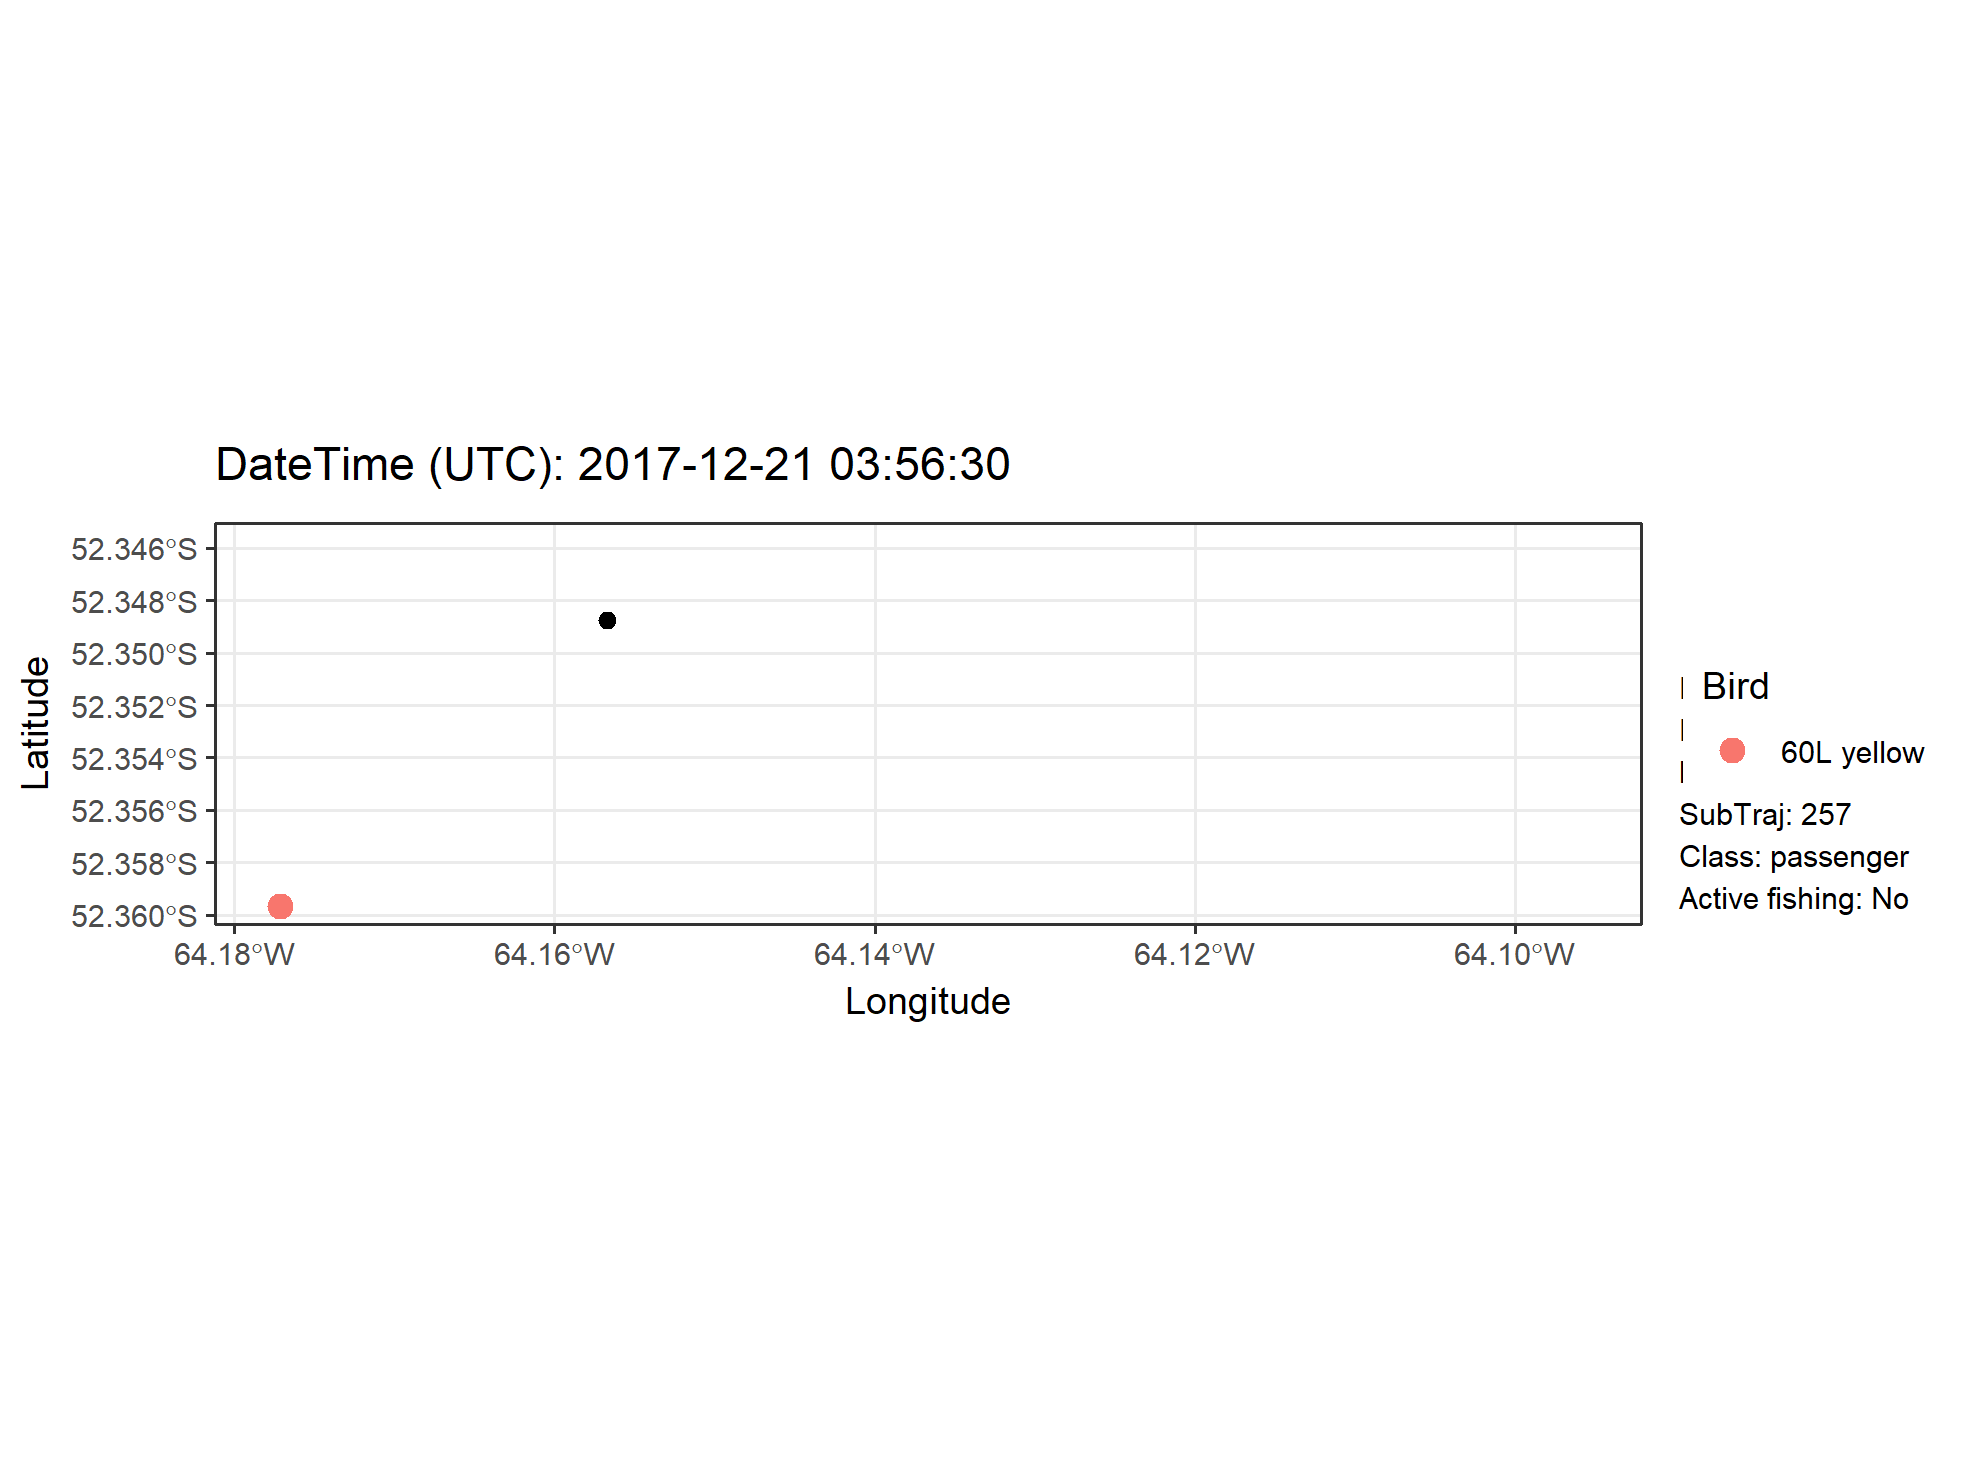 DateTime (UTC): 2017-12-21 03:56:30
52.346°S
52.348°S
52.350°S
52.352°S
52.354°S
52.356°S
52.358°S
52.360°S
Latitude
64.18°W 64.16°W 64.14°W 64.12°W 64.10°W
Longitude
Bird
60L yellow
SubTraj: 257
Class: passenger
Active fishing: No